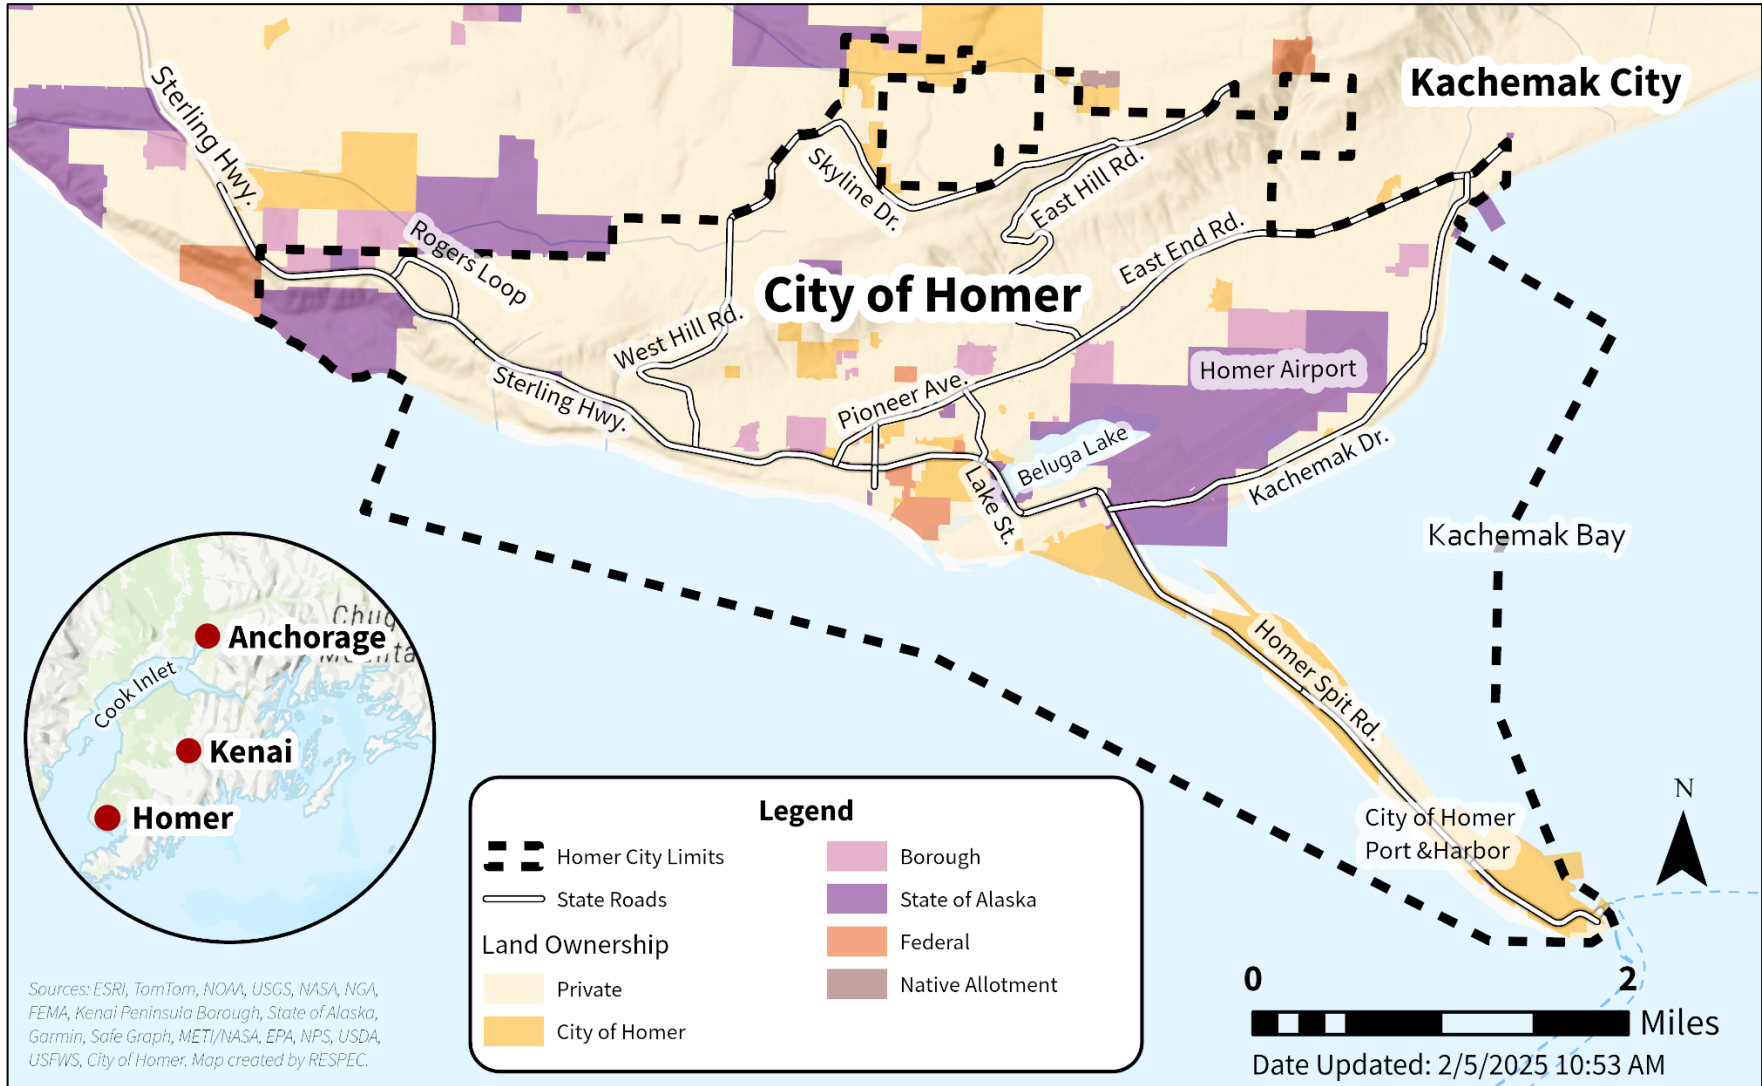 Kachemak City
Sterling Hwy.
Skyline Dr.
East Hill Rd.
Rogers Loop
East End Rd.
City of Homer
West Hill Rd.
Homer Airport
Sterling Hwy.
Pioneer Ave.
Beluga Lake
Kachemak Dr.
Lake St.
Kachemak Bay
Homer Spit Rd.
City of Homer
Port &Harbor
Chug
Anchorage
Cook Inlet
Kenai
Homer
Legend
Homer City Limits
State Roads
Land Ownership
Private
City of Homer
Borough
State of Alaska
Federal
Native Allotment
N
0 2
Miles
Date Updated: 2/5/2025 10:53 AM
Sources: ESRI, TomTom, NOAA, USGS, NASA, NGA,
FEMA, Kenai Peninsula Borough, State of Alaska,
Garmin, Safe Graph, METI/NASA, EPA, NPS, USDA,
USFWS, City of Homer. Map created by RESPEC.